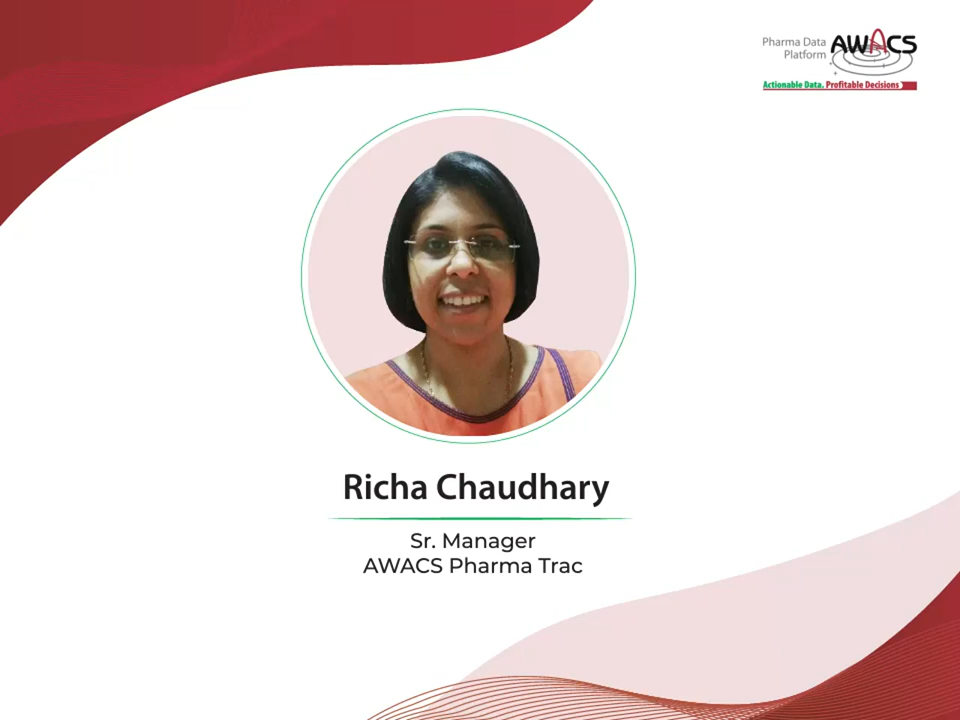 Pharma Data
Platform
AWACS
Actionable Data. Profitable Decisions
Richa Chaudhary
Sr. Manager
AWACS Pharma Trac